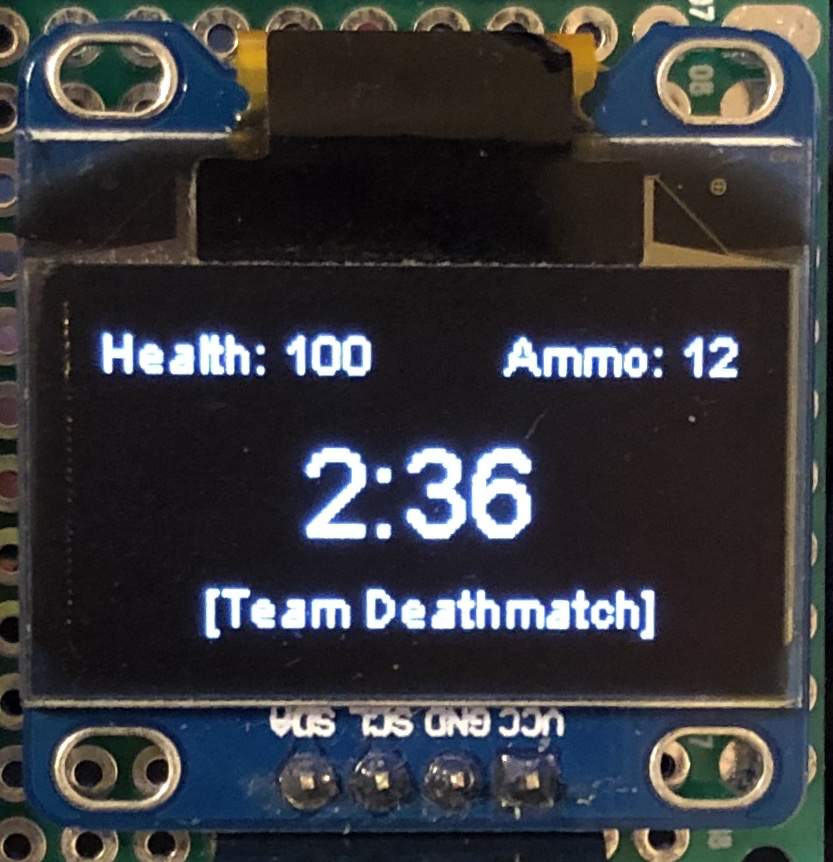 Health: 100 Ammo: 12
2:36
[Team Deathmatch]
SDA SCL GND VCC